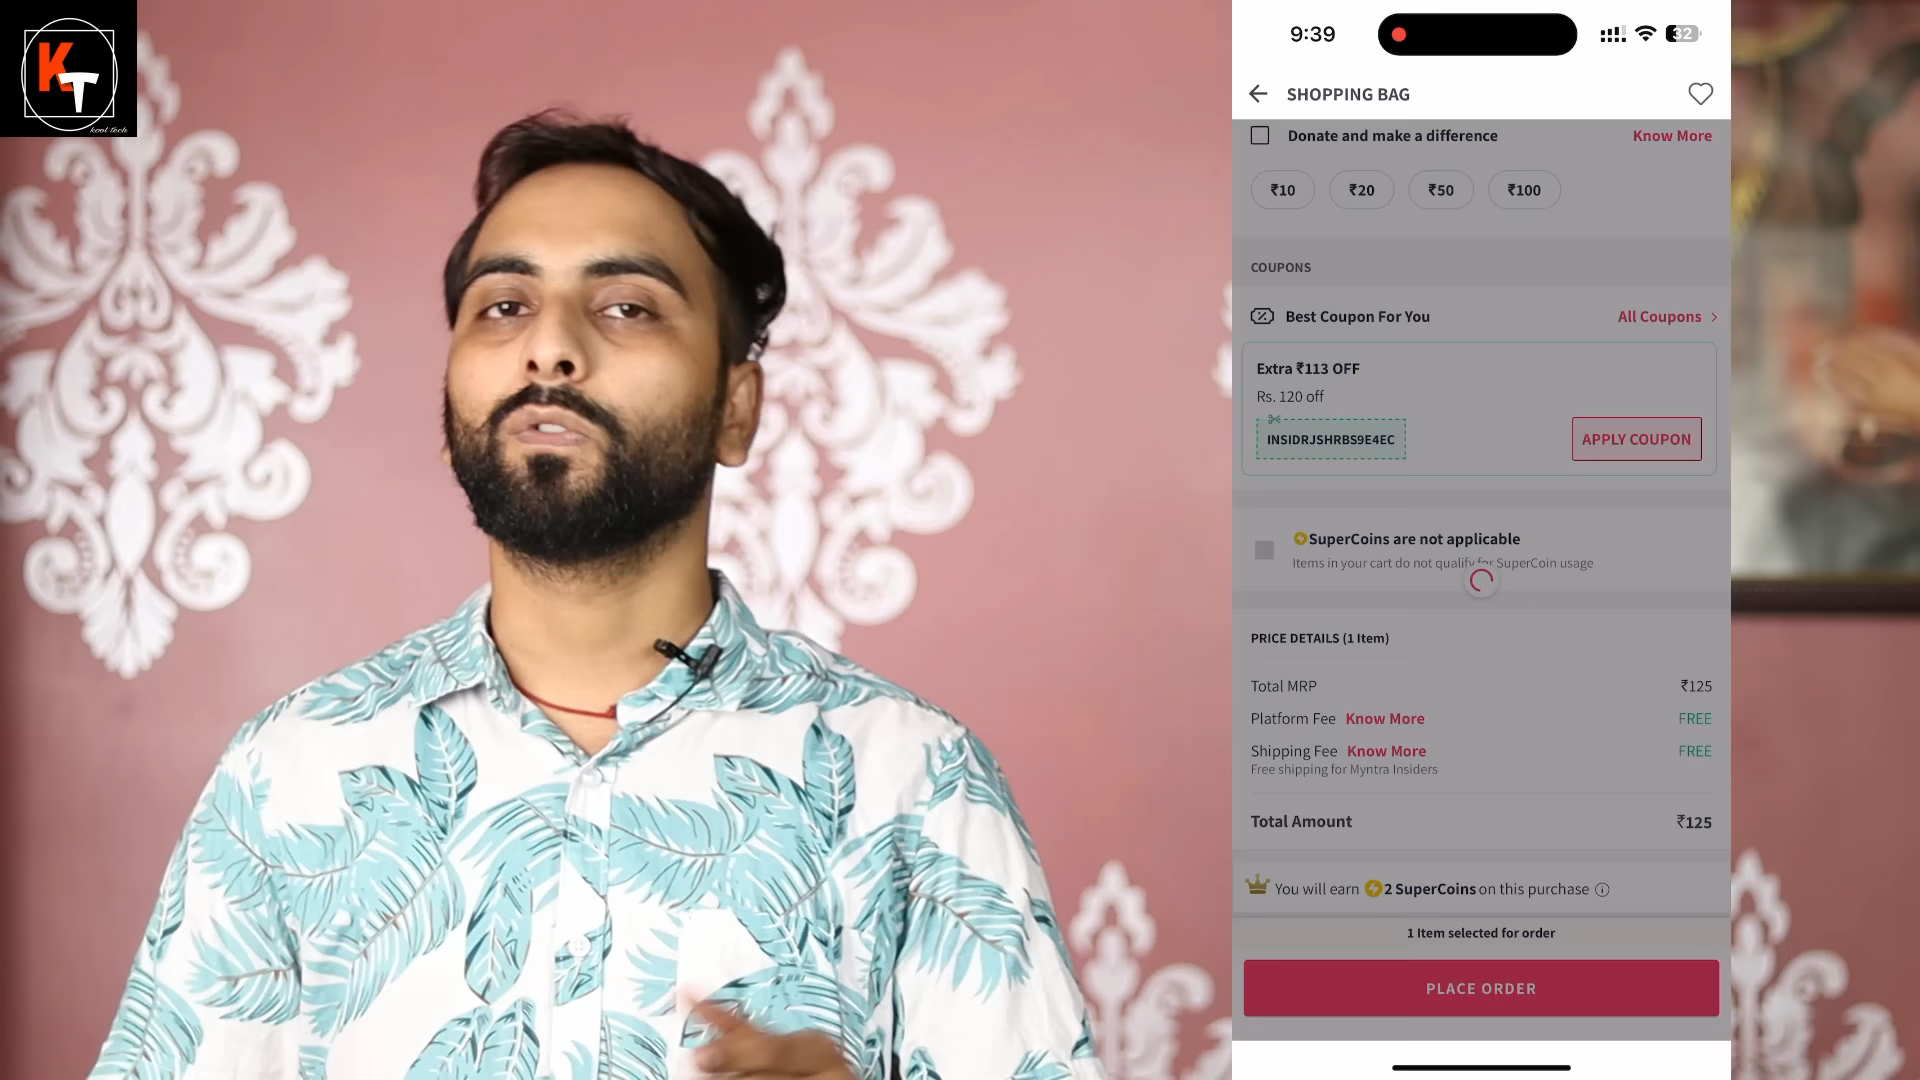 KT
kool tech
9:39
32
SHOPPING BAG
Donate and make a difference Know More
₹10 ₹20 ₹50 ₹100
COUPONS
Best Coupon For You All Coupons >
Extra ₹113 OFF
Rs. 120 off
INSIDRJSHRBS9E4EC APPLY COUPON
SuperCoins are not applicable
Items in your cart do not qualify for SuperCoin usage
PRICE DETAILS (1 Item)
Total MRP ₹125
Platform Fee Know More FREE
Shipping Fee Know More FREE
Free shipping for Myntra Insiders
Total Amount ₹125
You will earn 2 SuperCoins on this purchase
1 Item selected for order
PLACE ORDER